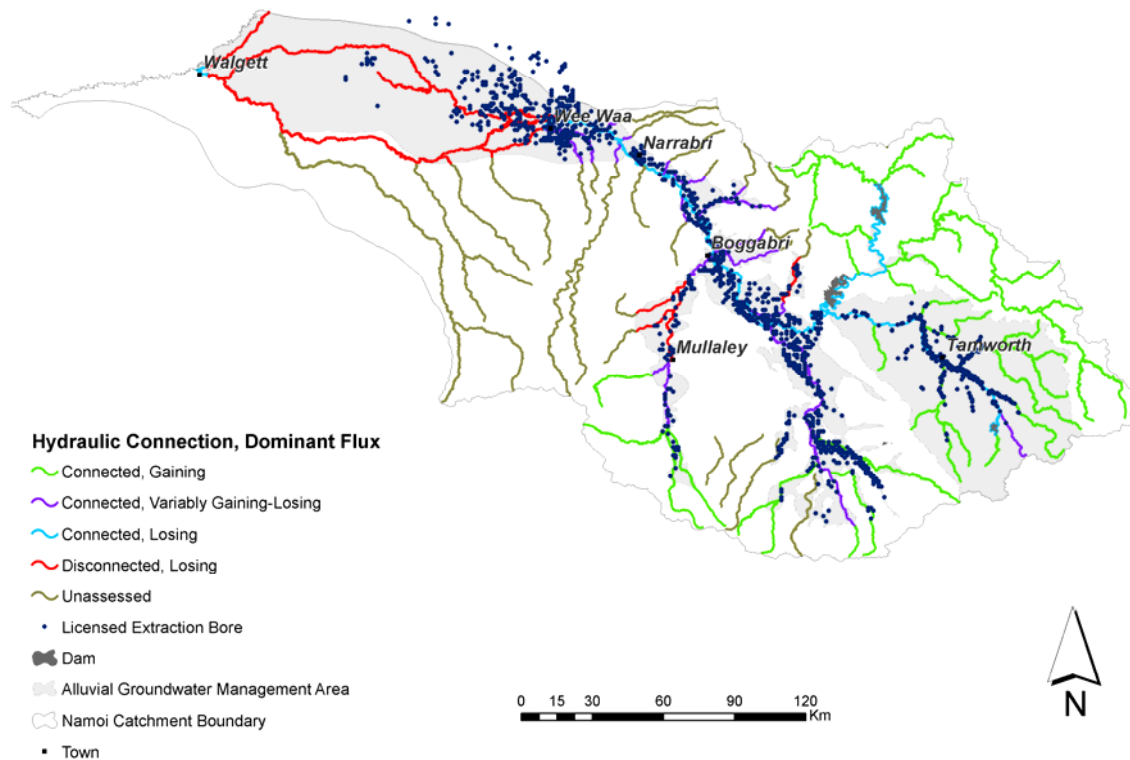 Walgett
Wee Waa
Narrabri
Boggabri
Mullaley
Tamworth
Hydraulic Connection, Dominant Flux
Connected, Gaining
Connected, Variably Gaining-Losing
Connected, Losing
Disconnected, Losing
Unassessed
Licensed Extraction Bore
Dam
Alluvial Groundwater Management Area
Namoi Catchment Boundary
Town
0 15 30 60 90 120
Km
N